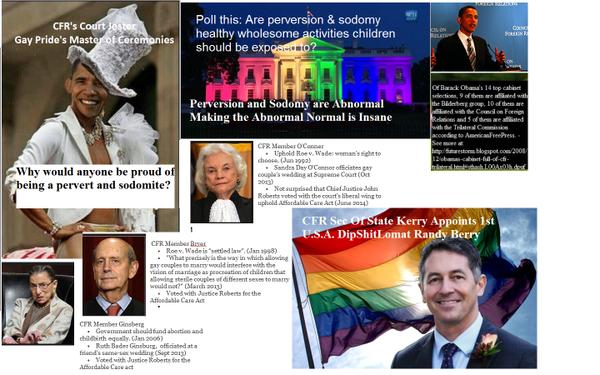 CFR's Court Jester
Gay Pride's Master of Ceremonies
Why would anyone be proud of
being a pervert and sodomite?
Poll this: Are perversion & sodomy
healthy wholesome activities children
should be exposed to?
Perversion and Sodomy are Abnormal
Making the Abnormal Normal is Insane
Of Barack Obama's 14 top cabinet
selections, 9 of them are affiliated with
the Bilderberg group, 10 of them are
affiliated with the Council on Foreign
Relations and 5 of them are affiliated
with the Trilateral Commission
according to AmericanFreePress. -
See more at:
CFR Member O'Conner
• Uphold Roe v. Wade: woman's right to
choose. (Jun 1992)
• Sandra Day O'Connor officiates gay
couple's wedding at Supreme Court (Oct
2013)
• Not surprised that Chief Justice John
Roberts voted with the court's liberal wing to
uphold Affordable Care Act (June 2014)
1
CFR Member Bryer
• Roe v. Wade is "settled law". (Jan 1998)
• "What precisely is the way in which allowing
gay couples to marry would interfere with the
vision of marriage as procreation of children that
allowing sterile couples of different sexes to marry
would not?" (March 2013)
• Voted with Justice Roberts for the
Affordable Care Act
•
CFR Member Ginsberg
• Government should fund abortion and
childbirth equally. (Jan 2006)
• Ruth Bader Ginsburg, officiated at a
friend's same-sex wedding (Sept 2013)
• Voted with Justice Roberts for the
Affordable Care act
CFR Sec Of State Kerry Appoints 1st
U.S.A. DipShitLomat Randy Berry